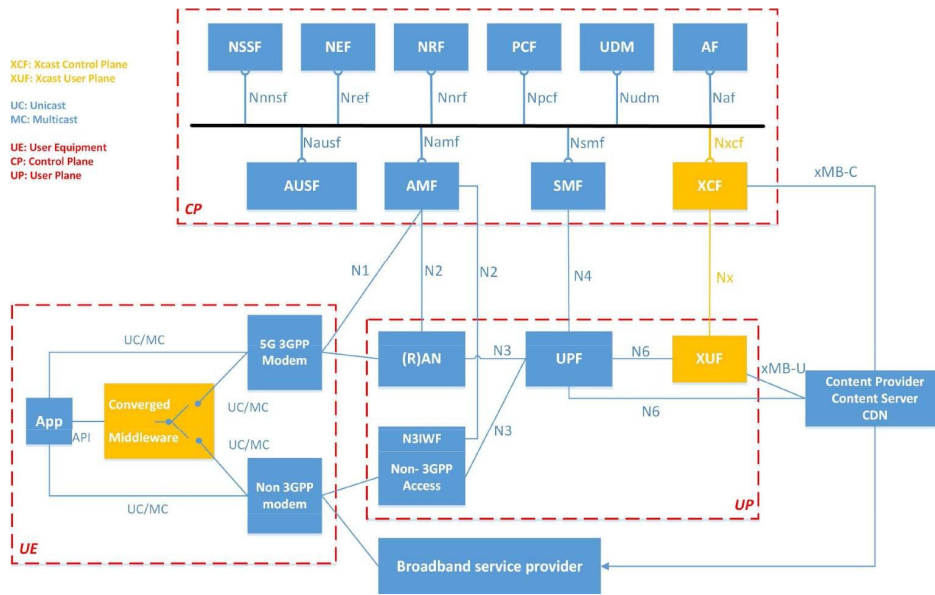 NSSF
NEF
NRF
PCF
UDM
AF
XCF: Xcast Control Plane
XUF: Xcast User Plane
UC: Unicast
MC: Multicast
UE: User Equipment
CP: Control Plane
UP: User Plane
Nnnsf
Nref
Nnrf
Npcf
Nudm
Naf
Nausf
Namf
Nsmf
Nxcf
AUSF
AMF
SMF
XCF
xMB-C
CP
N1
N2
N2
N4
Nx
UC/MC
5G 3GPP
Modem
(R)AN
N3
UPF
N6
XUF
xMB-U
Content Provider
Content Server
CDN
App
API
Converged
Middleware
UC/MC
UC/MC
N6
N3
N3IWF
Non- 3GPP
Access
Non 3GPP
modem
UC/MC
UP
UE
Broadband service provider